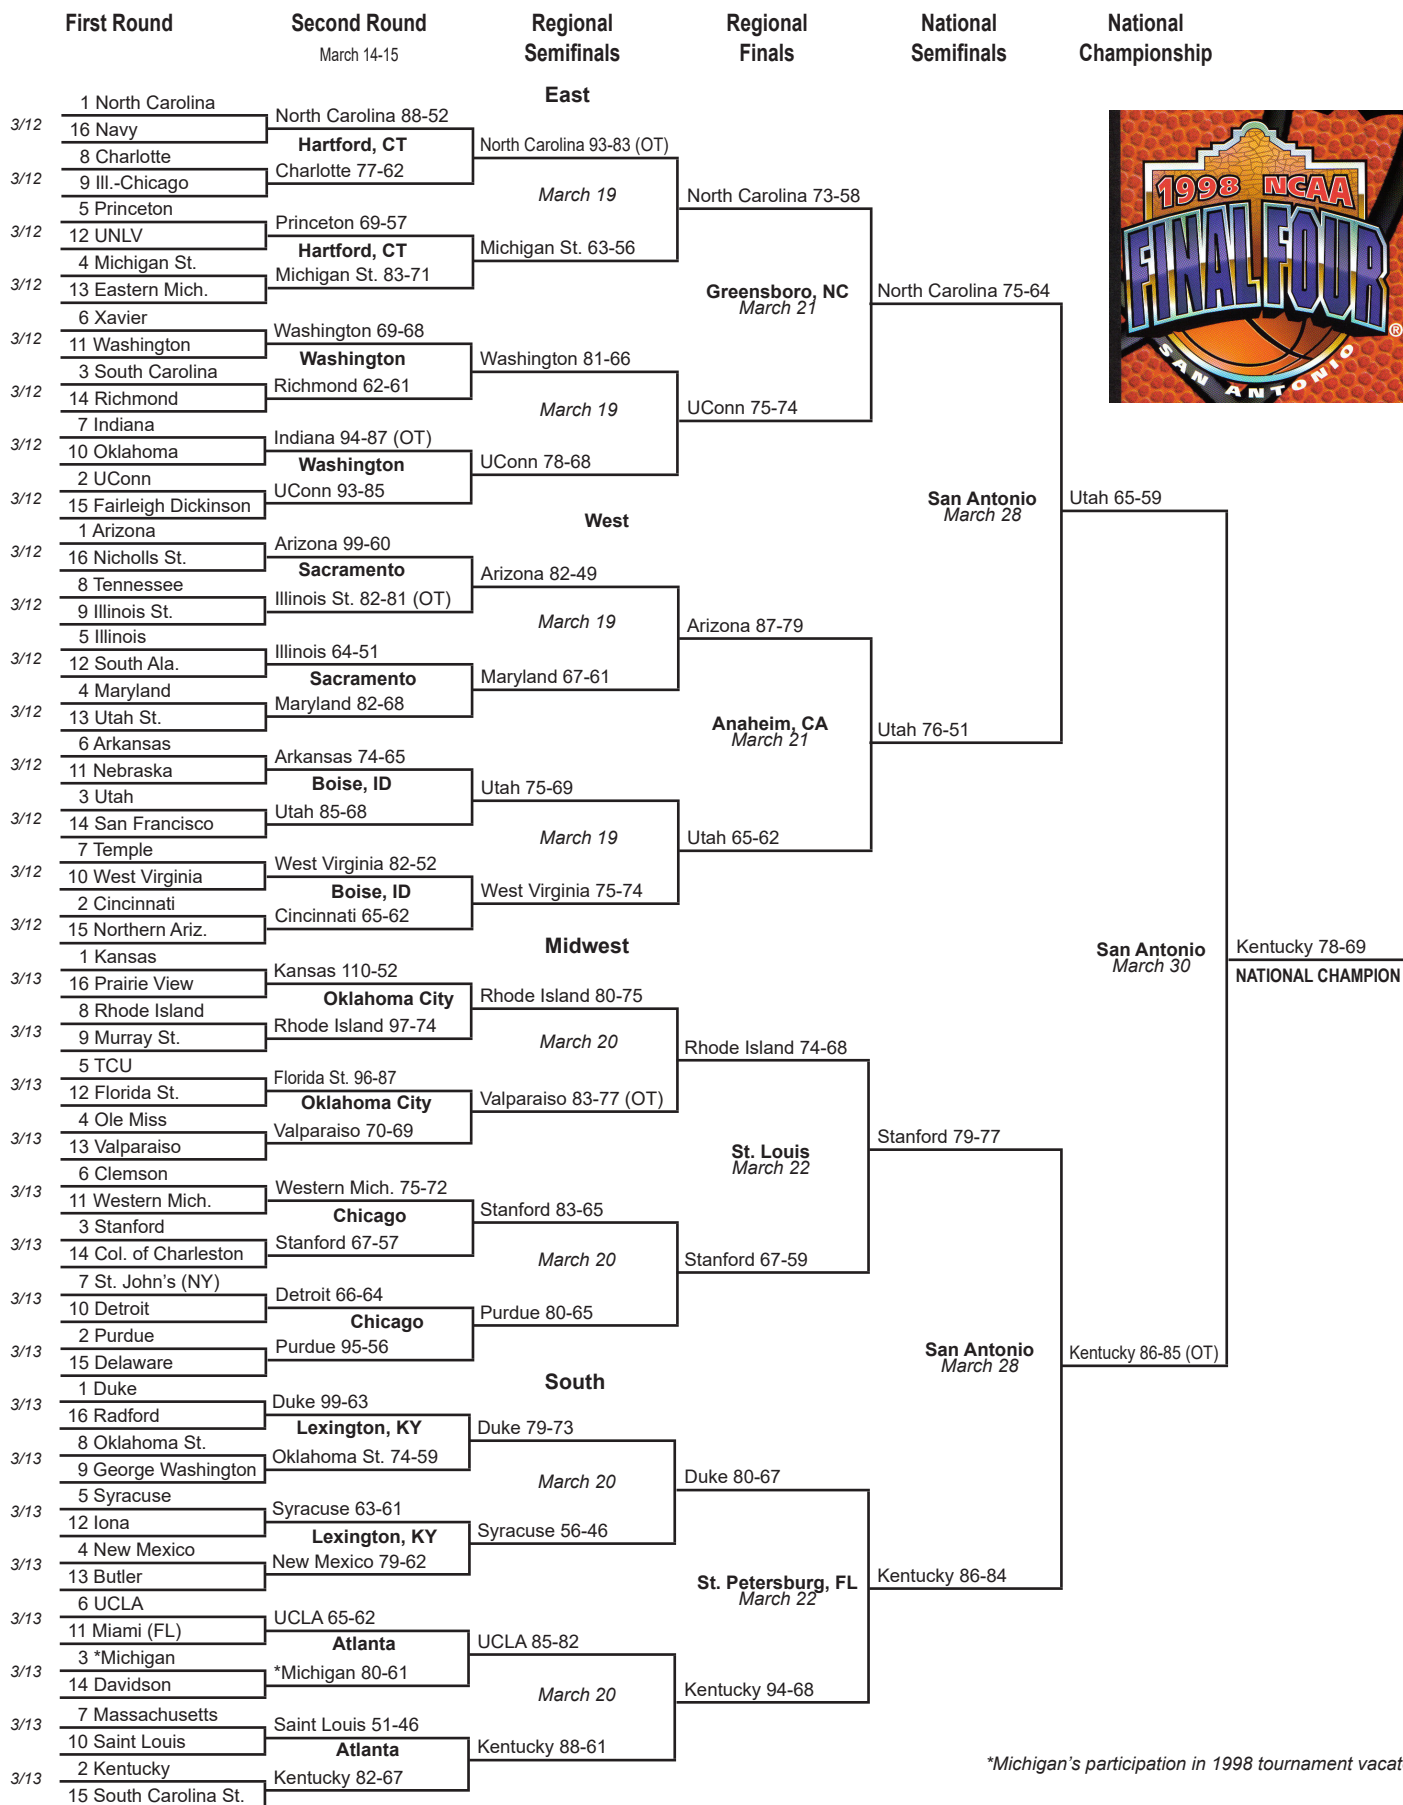 First Round
Second Round
March 14-15
Regional
Semifinals
Regional
Finals
National
Semifinals
National
Championship
East
3/12
1 North Carolina
16 Navy
3/12
8 Charlotte
9 Ill.-Chicago
3/12
5 Princeton
12 UNLV
3/12
4 Michigan St.
13 Eastern Mich.
3/12
6 Xavier
11 Washington
3/12
3 South Carolina
14 Richmond
3/12
7 Indiana
10 Oklahoma
3/12
2 UConn
15 Fairleigh Dickinson
North Carolina 88-52
Hartford, CT
Charlotte 77-62
Princeton 69-57
Hartford, CT
Michigan St. 83-71
Washington 69-68
Washington
Richmond 62-61
Indiana 94-87 (OT)
Washington
UConn 93-85
North Carolina 93-83 (OT)
March 19
Michigan St. 63-56
Washington 81-66
March 19
UConn 78-68
North Carolina 73-58
Greensboro, NC
March 21
UConn 75-74
North Carolina 75-64
West
3/12
1 Arizona
16 Nicholls St.
3/12
8 Tennessee
9 Illinois St.
3/12
5 Illinois
12 South Ala.
3/12
4 Maryland
13 Utah St.
3/12
6 Arkansas
11 Nebraska
3/12
3 Utah
14 San Francisco
3/12
7 Temple
10 West Virginia
3/12
2 Cincinnati
15 Northern Ariz.
Arizona 99-60
Sacramento
Illinois St. 82-81 (OT)
Illinois 64-51
Sacramento
Maryland 82-68
Arkansas 74-65
Boise, ID
Utah 85-68
West Virginia 82-52
Boise, ID
Cincinnati 65-62
Arizona 82-49
March 19
Maryland 67-61
Utah 75-69
March 19
West Virginia 75-74
Arizona 87-79
Anaheim, CA
March 21
Utah 65-62
Utah 76-51
San Antonio
March 28
Utah 65-59
Midwest
3/13
1 Kansas
16 Prairie View
3/13
8 Rhode Island
9 Murray St.
3/13
5 TCU
12 Florida St.
3/13
4 Ole Miss
13 Valparaiso
3/13
6 Clemson
11 Western Mich.
3/13
3 Stanford
14 Col. of Charleston
3/13
7 St. John's (NY)
10 Detroit
3/13
2 Purdue
15 Delaware
Kansas 110-52
Oklahoma City
Rhode Island 97-74
Florida St. 96-87
Oklahoma City
Valparaiso 70-69
Western Mich. 75-72
Chicago
Stanford 67-57
Detroit 66-64
Chicago
Purdue 95-56
Rhode Island 80-75
March 20
Valparaiso 83-77 (OT)
Stanford 83-65
March 20
Purdue 80-65
Rhode Island 74-68
St. Louis
March 22
Stanford 67-59
Stanford 79-77
South
3/13
1 Duke
16 Radford
3/13
8 Oklahoma St.
9 George Washington
3/13
5 Syracuse
12 Iona
3/13
4 New Mexico
13 Butler
3/13
6 UCLA
11 Miami (FL)
3/13
3 *Michigan
14 Davidson
3/13
7 Massachusetts
10 Saint Louis
3/13
2 Kentucky
15 South Carolina St.
Duke 99-63
Lexington, KY
Oklahoma St. 74-59
Syracuse 63-61
Lexington, KY
New Mexico 79-62
UCLA 65-62
Atlanta
*Michigan 80-61
Saint Louis 51-46
Atlanta
Kentucky 82-67
Duke 79-73
March 20
Syracuse 56-46
UCLA 85-82
March 20
Kentucky 88-61
Duke 80-67
St. Petersburg, FL
March 22
Kentucky 94-68
Kentucky 86-84
San Antonio
March 28
Kentucky 86-85 (OT)
San Antonio
March 30
Kentucky 78-69
NATIONAL CHAMPION
1998 NCAA
FINAL FOUR
®
SAN ANTONIO
*Michigan's participation in 1998 tournament vacat